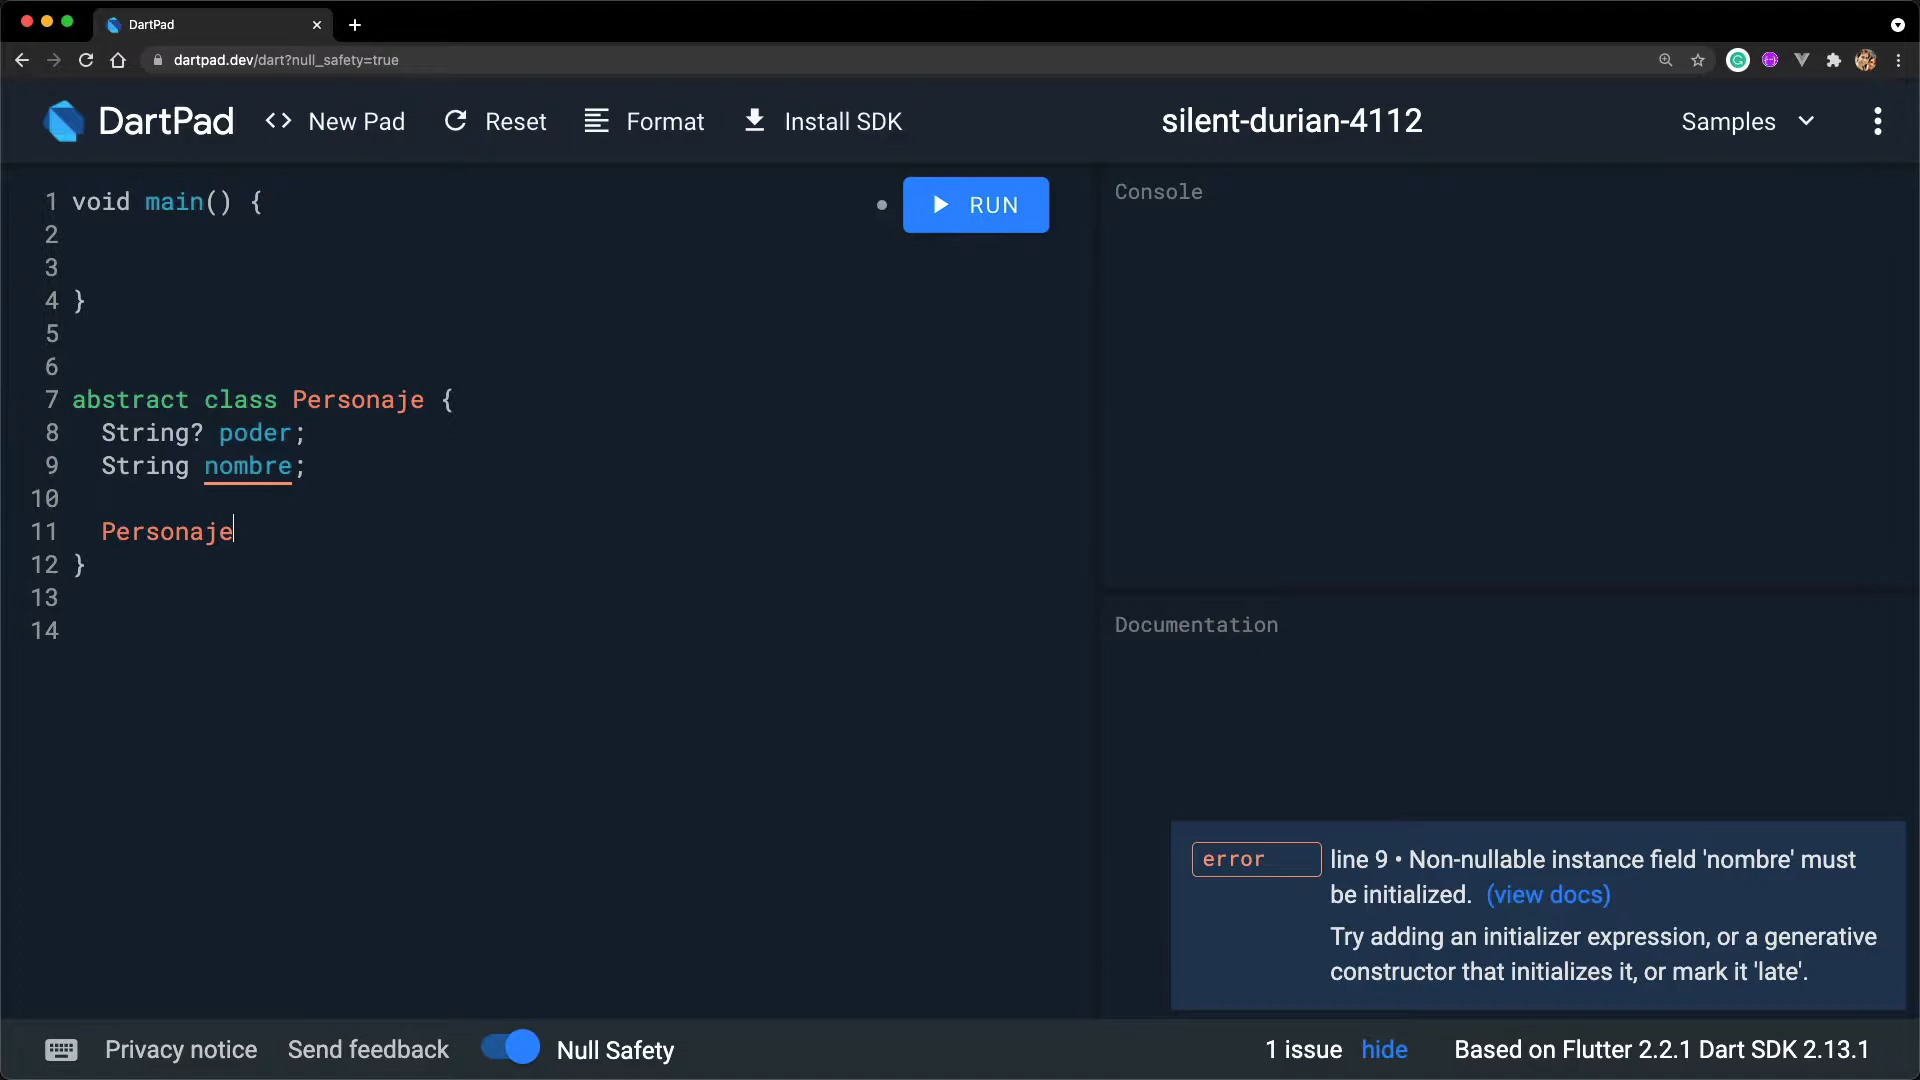 DartPad
dartpad.dev/dart?null_safety=true
DartPad
<> New Pad
Reset
Format
Install SDK
silent-durian-4112
Samples
1 void main() {
2
3
4 }
5
6
7 abstract class Personaje {
8 String? poder;
9 String nombre;
10
11 Personaje
12 }
13
14
RUN
Console
Documentation
error
line 9 • Non-nullable instance field 'nombre' must
be initialized. (view docs)
Try adding an initializer expression, or a generative
constructor that initializes it, or mark it 'late'.
Privacy notice
Send feedback
Null Safety
1 issue hide
Based on Flutter 2.2.1 Dart SDK 2.13.1